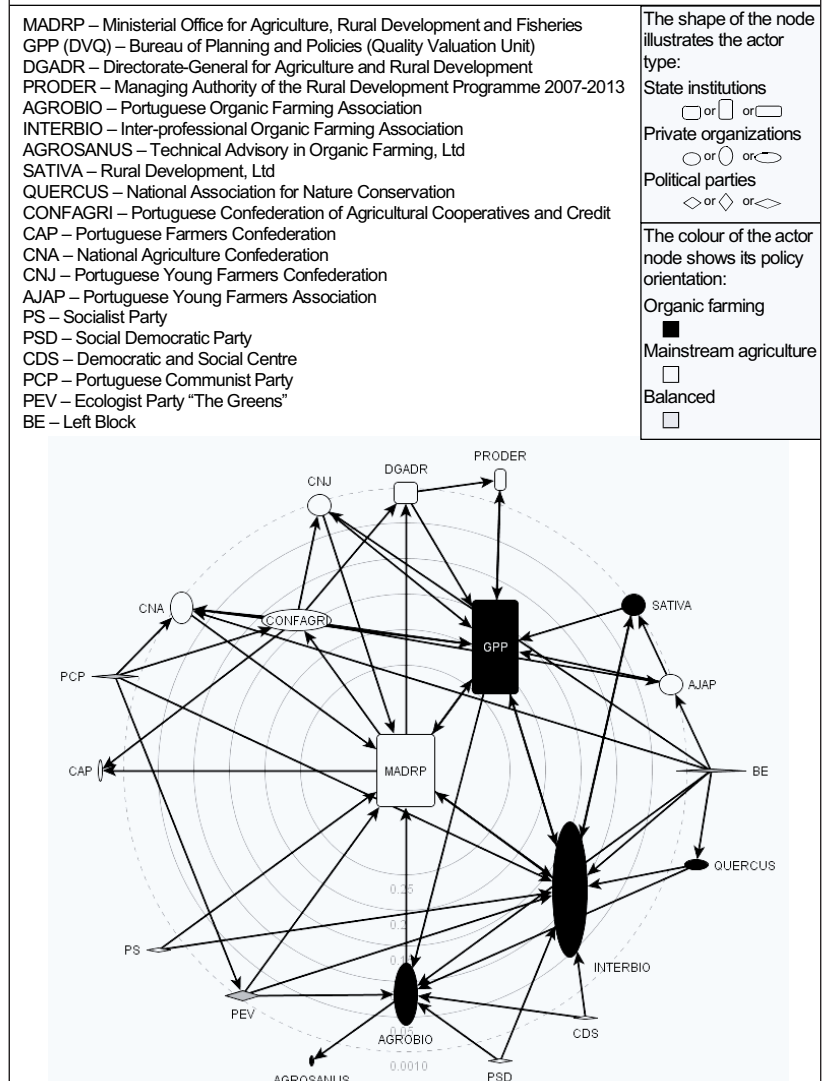 MADRP – Ministerial Office for Agriculture, Rural Development and Fisheries
GPP (DVQ) – Bureau of Planning and Policies (Quality Valuation Unit)
DGADR – Directorate-General for Agriculture and Rural Development
PRODER – Managing Authority of the Rural Development Programme 2007-2013
AGROBIO – Portuguese Organic Farming Association
INTERBIO – Inter-professional Organic Farming Association
AGROSANUS – Technical Advisory in Organic Farming, Ltd
SATIVA – Rural Development, Ltd
QUERCUS – National Association for Nature Conservation
CONFAGRI – Portuguese Confederation of Agricultural Cooperatives and Credit
CAP – Portuguese Farmers Confederation
CNA – National Agriculture Confederation
CNJ – Portuguese Young Farmers Confederation
AJAP – Portuguese Young Farmers Association
PS – Socialist Party
PSD – Social Democratic Party
CDS – Democratic and Social Centre
PCP – Portuguese Communist Party
PEV – Ecologist Party “The Greens”
BE – Left Block
The shape of the node
illustrates the actor
type:
State institutions
or or
Private organizations
or or
Political parties
or or
The colour of the actor
node shows its policy
orientation:
Organic farming
Mainstream agriculture
Balanced
PRODER
DGADR
CNJ
CNA
CONFAGRI
SATIVA
GPP
PCP
AJAP
CAP
MADRP
BE
QUERCUS
0.25
PS
INTERBIO
PEV
CDS
0.05
AGROBIO
0.0010
AGROSANUS
PSD